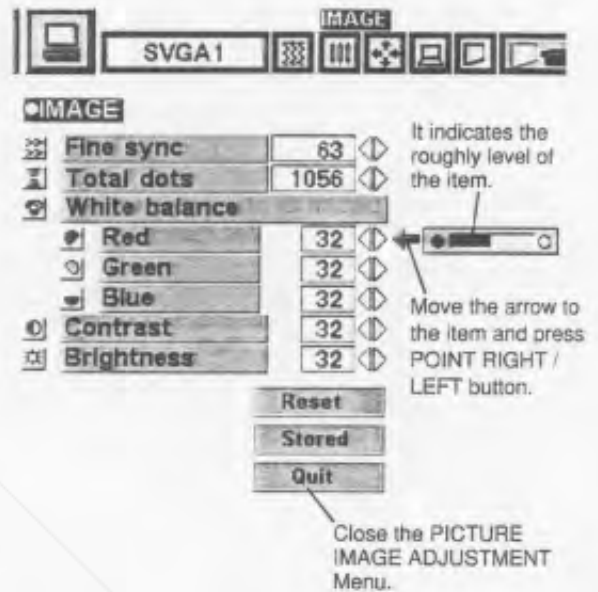 IMAGE
SVGA1
IMAGE
Fine sync 63
Total dots 1056
White balance
Red 32
Green 32
Blue 32
Contrast 32
Brightness 32
Reset
Stored
Quit
It indicates the
roughly level of
the item.
Move the arrow to
the item and press
POINT RIGHT /
LEFT button.
Close the PICTURE
IMAGE ADJUSTMENT
Menu.